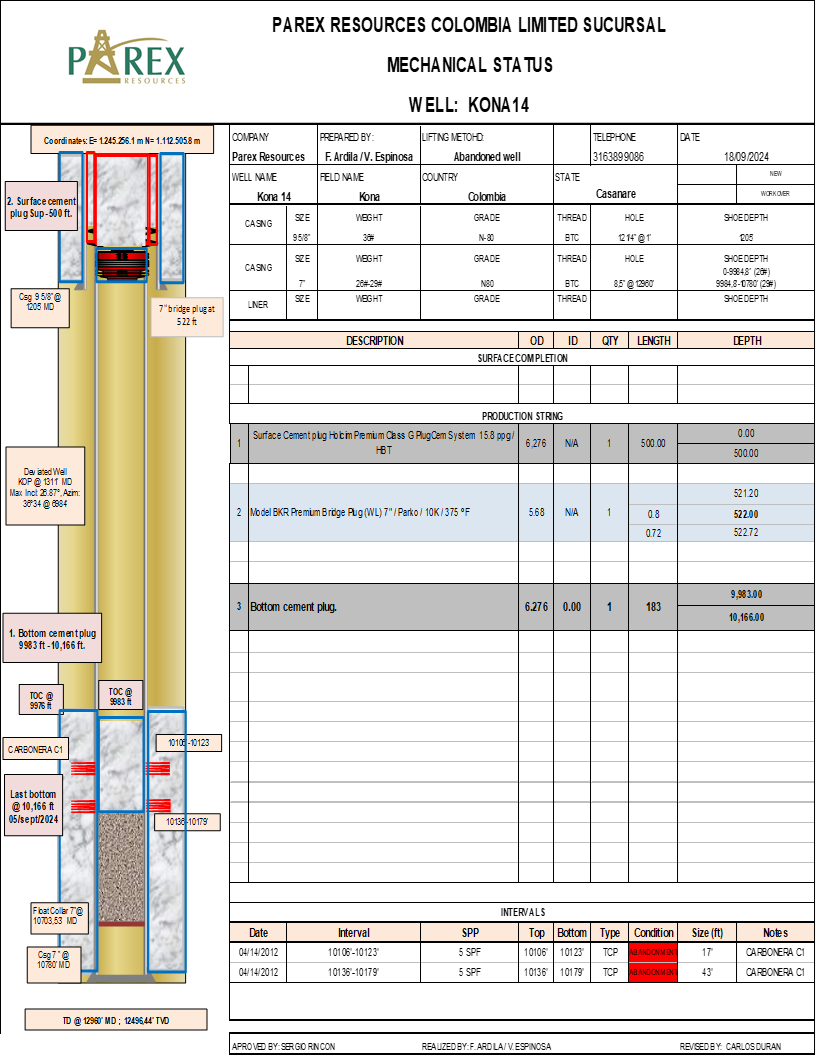 PAREX RESOURCES COLOMBIA LIMITED SUCURSAL
PAREX
RESOURCES
MECHANICAL STATUS
WELL: KONA14
Coordinates: E= 1.245.256.1 m N= 1.112.505.8 m
2. Surface cement
plug Sup -500 ft.
Csg 9 5/8"@
1205' MD
7" bridge plug at
522 ft
Deviated Well
KOP @ 1311' MD
Max Incl: 26.87°, Azim:
36°34 @ 6984'
1. Bottom cement plug
9983 ft -10,166 ft.
TOC @
9976 ft
TOC @
9983 ft
CARBONERA C1
10106'-10123'
Last bottom
@ 10,166 ft
05/sept/2024
10136'-10179'
Float Collar 7"@
10703,53' MD
Csg 7" @
10780' MD
TD @ 12960' MD ; 12496,44' TVD
COMPANY PREPARED BY: LIFTING METOHD: TELEPHONE DATE
Parex Resources F. Ardila / V. Espinosa Abandoned well 3163899086 18/09/2024
WELL NAME FIELD NAME COUNTRY STATE NEW
Kona 14 Kona Colombia Casanare WORKOVER
CASING SIZE WEIGHT GRADE THREAD HOLE SHOE DEPTH
9 5/8" 36# N-80 BTC 12 1/4" @ 1' 1205'
CASING SIZE WEIGHT GRADE THREAD HOLE SHOE DEPTH
0-9984,8' (26#)
7" 26#-29# N80 BTC 8,5" @ 12960' 9984,8'-10780' (29#)
LINER SIZE WEIGHT GRADE THREAD SHOE DEPTH
DESCRIPTION OD ID QTY LENGTH DEPTH
SURFACE COMPLETION
PRODUCTION STRING
1 Surface Cement plug Holcim Premium Class G PlugCem System 15.8 ppg /
HBT 6,276 N/A 1 500.00 0.00
500.00
521.20
2 Model BKR Premium Bridge Plug (WL) 7" / Parko / 10K / 375 ºF 5.68 N/A 1 0.8 522.00
0.72 522.72
3 Bottom cement plug. 6.276 0.00 1 183 9,983.00
10,166.00
INTERVALS
Date Interval SPP Top Bottom Type Condition Size (ft) Notes
04/14/2012 10106'-10123' 5 SPF 10106' 10123' TCP ABANDONMENT 17' CARBONERA C1
04/14/2012 10136'-10179' 5 SPF 10136' 10179' TCP ABANDONMENT 43' CARBONERA C1
APROVED BY: SERGIO RINCON REALIZED BY: F. ARDILA / V. ESPINOSA REVISED BY: CARLOS DURAN